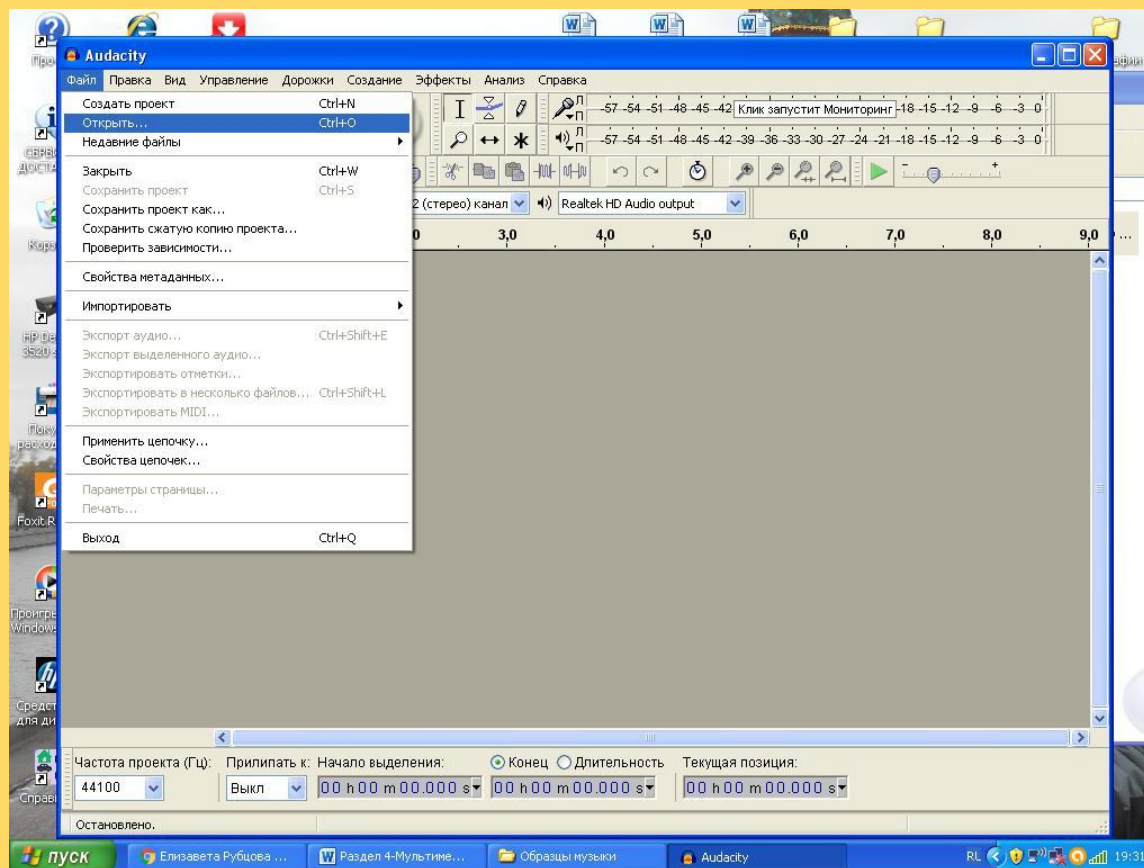 Audacity
Файл Правка Вид Управление Дорожки Создание Эффекты Анализ Справка
Создать проект Ctrl+N
Открыть... Ctrl+O
Недавние файлы
Закрыть Ctrl+W
Сохранить проект Ctrl+S
Сохранить проект как...
Сохранить сжатую копию проекта...
Проверить зависимости...
Свойства метаданных...
Импортировать
Экспорт аудио... Ctrl+Shift+E
Экспорт выделенного аудио...
Экспортировать отметки...
Экспортировать в несколько файлов... Ctrl+Shift+L
Экспортировать MIDI...
Применить цепочку...
Свойства цепочек...
Параметры страницы...
Печать...
Выход Ctrl+Q
Л П -57 -54 -51 -48 -45 -42 Клик запустит Мониторинг -18 -15 -12 -9 -6 -3 0
Л П -57 -54 -51 -48 -45 -42 -39 -36 -33 -30 -27 -24 -21 -18 -15 -12 -9 -6 -3 0
2 (стерео) канал Realtek HD Audio output
0 3,0 4,0 5,0 6,0 7,0 8,0 9,0
3520
Foxit R
Windows
для ди
Частота проекта (Гц): Прилипать к: Начало выделения: Конец Длительность Текущая позиция:
44100 Выкл 00 h 00 m 00.000 s 00 h 00 m 00.000 s 00 h 00 m 00.000 s
Остановлено.
пуск Елизавета Рубцова ... Раздел 4-Мультиме... Образцы музыки Audacity RL 19:31